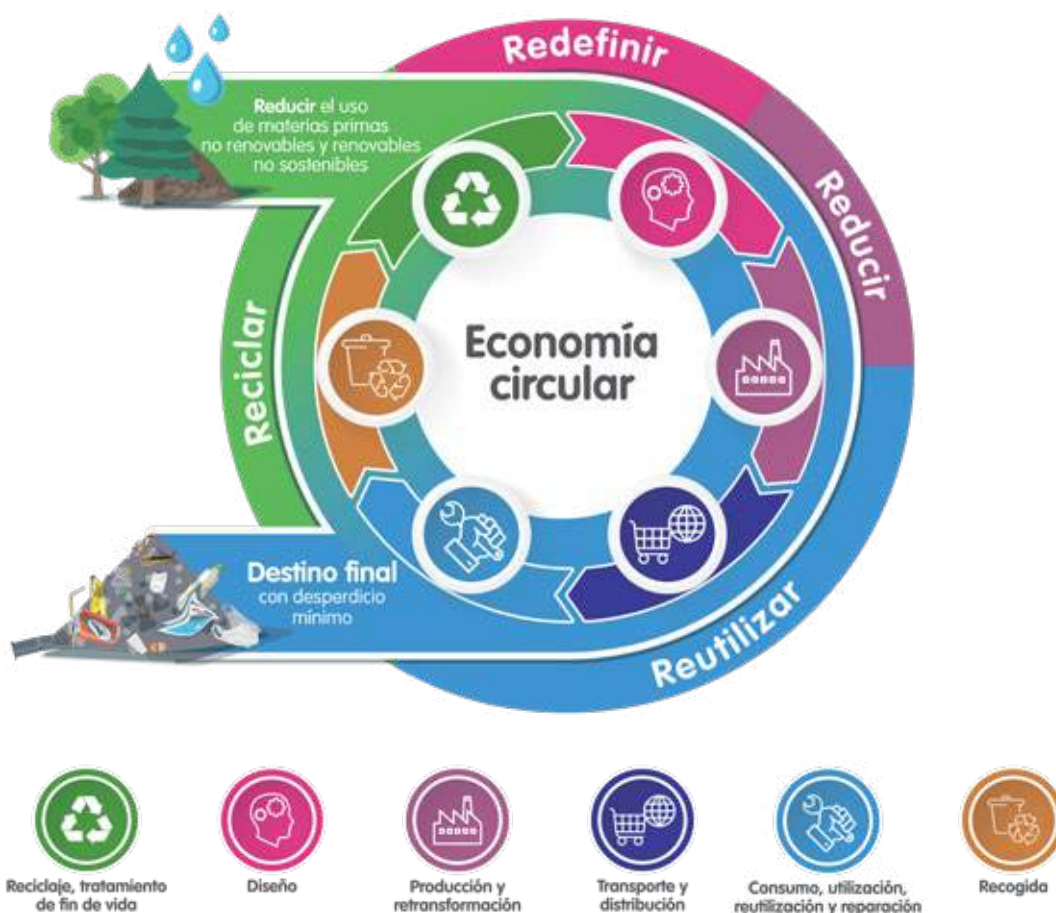 Redefinir
Reducir el uso
de materias primas
no renovables y renovables
no sostenibles
Reducir
Reciclar
Economía
circular
Destino final
con desperdicio
mínimo
Reutilizar
Reciclaje, tratamiento
de fin de vida
Diseño
Producción y
retransformación
Transporte y
distribución
Consumo, utilización,
reutilización y reparación
Recogida